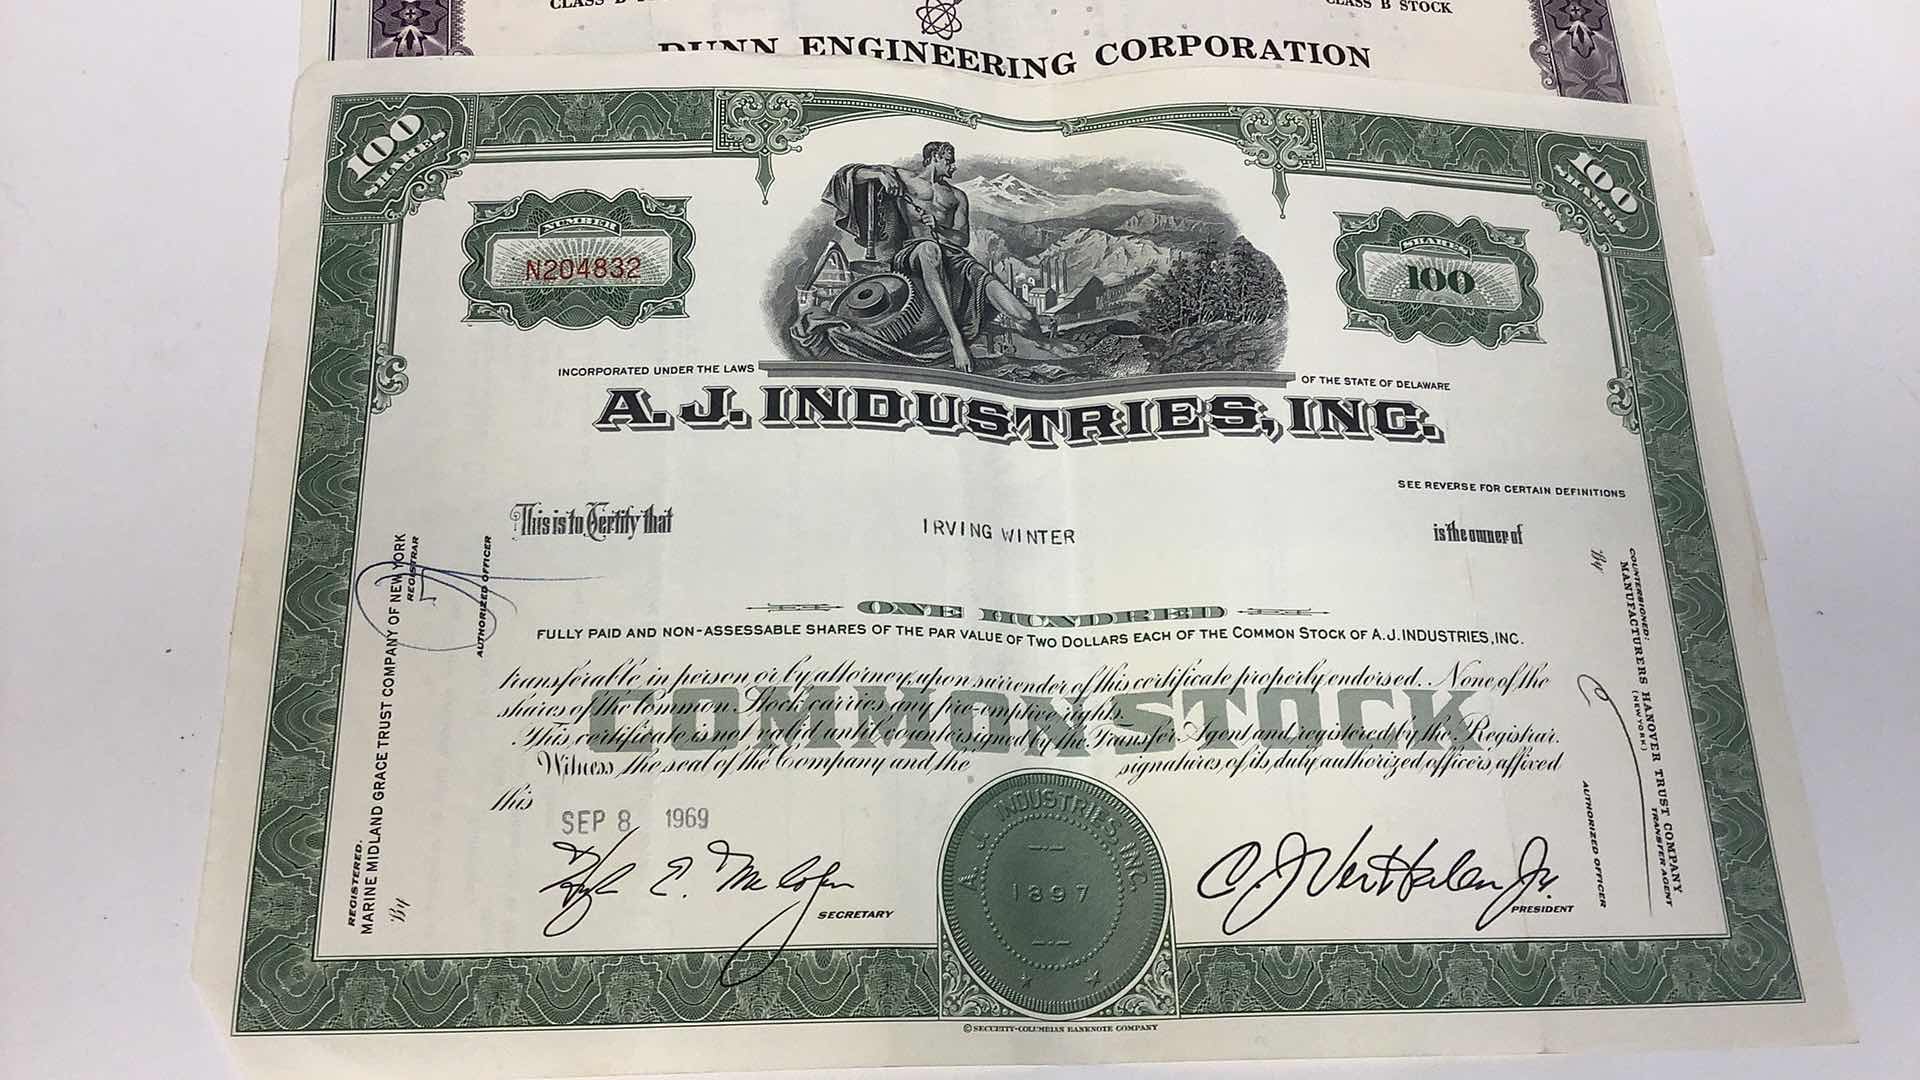 CLASS B STOCK
DUNN ENGINEERING CORPORATION
100 SHARES
100 SHARES
NUMBER
N204832
SHARES
100
INCORPORATED UNDER THE LAWS
OF THE STATE OF DELAWARE
A. J. INDUSTRIES, INC.
SEE REVERSE FOR CERTAIN DEFINITIONS
This is to Certify that
IRVING WINTER
is the owner of
ONE HUNDRED
FULLY PAID AND NON-ASSESSABLE SHARES OF THE PAR VALUE OF TWO DOLLARS EACH OF THE COMMON STOCK OF A.J. INDUSTRIES, INC.
transferable in person or by attorney upon surrender of this certificate properly endorsed. None of the
shares of the Common Stock carries any pre-emptive rights.
This certificate is not valid until countersigned by the Transfer Agent and registered by the Registrar.
Witness the seal of the Company and the signatures of its duly authorized officers affixed
this
SEP 8 1969
COMMON STOCK
SECRETARY
A. J. INDUSTRIES, INC.
1897
PRESIDENT
REGISTERED:
MARINE MIDLAND GRACE TRUST COMPANY OF NEW YORK
REGISTRAR
By
AUTHORIZED OFFICER
COUNTERSIGNED:
MANUFACTURERS HANOVER TRUST COMPANY
(NEW YORK)
TRANSFER AGENT
By
AUTHORIZED OFFICER
© SECURITY-COLUMBIAN BANKNOTE COMPANY